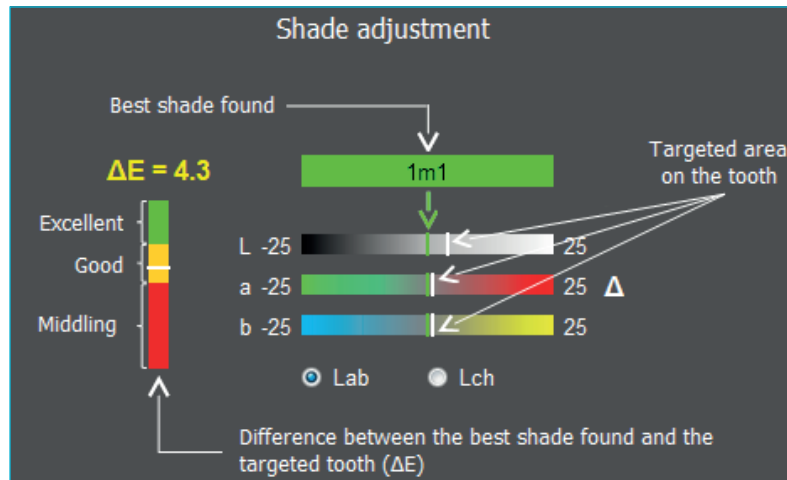 Shade adjustment
Best shade found
Targeted area
on the tooth
ΔE = 4.3
1m1
Excellent
Good
Middling
L -25 25
a -25 25 Δ
b -25 25
Lab Lch
Difference between the best shade found and the
targeted tooth (ΔE)